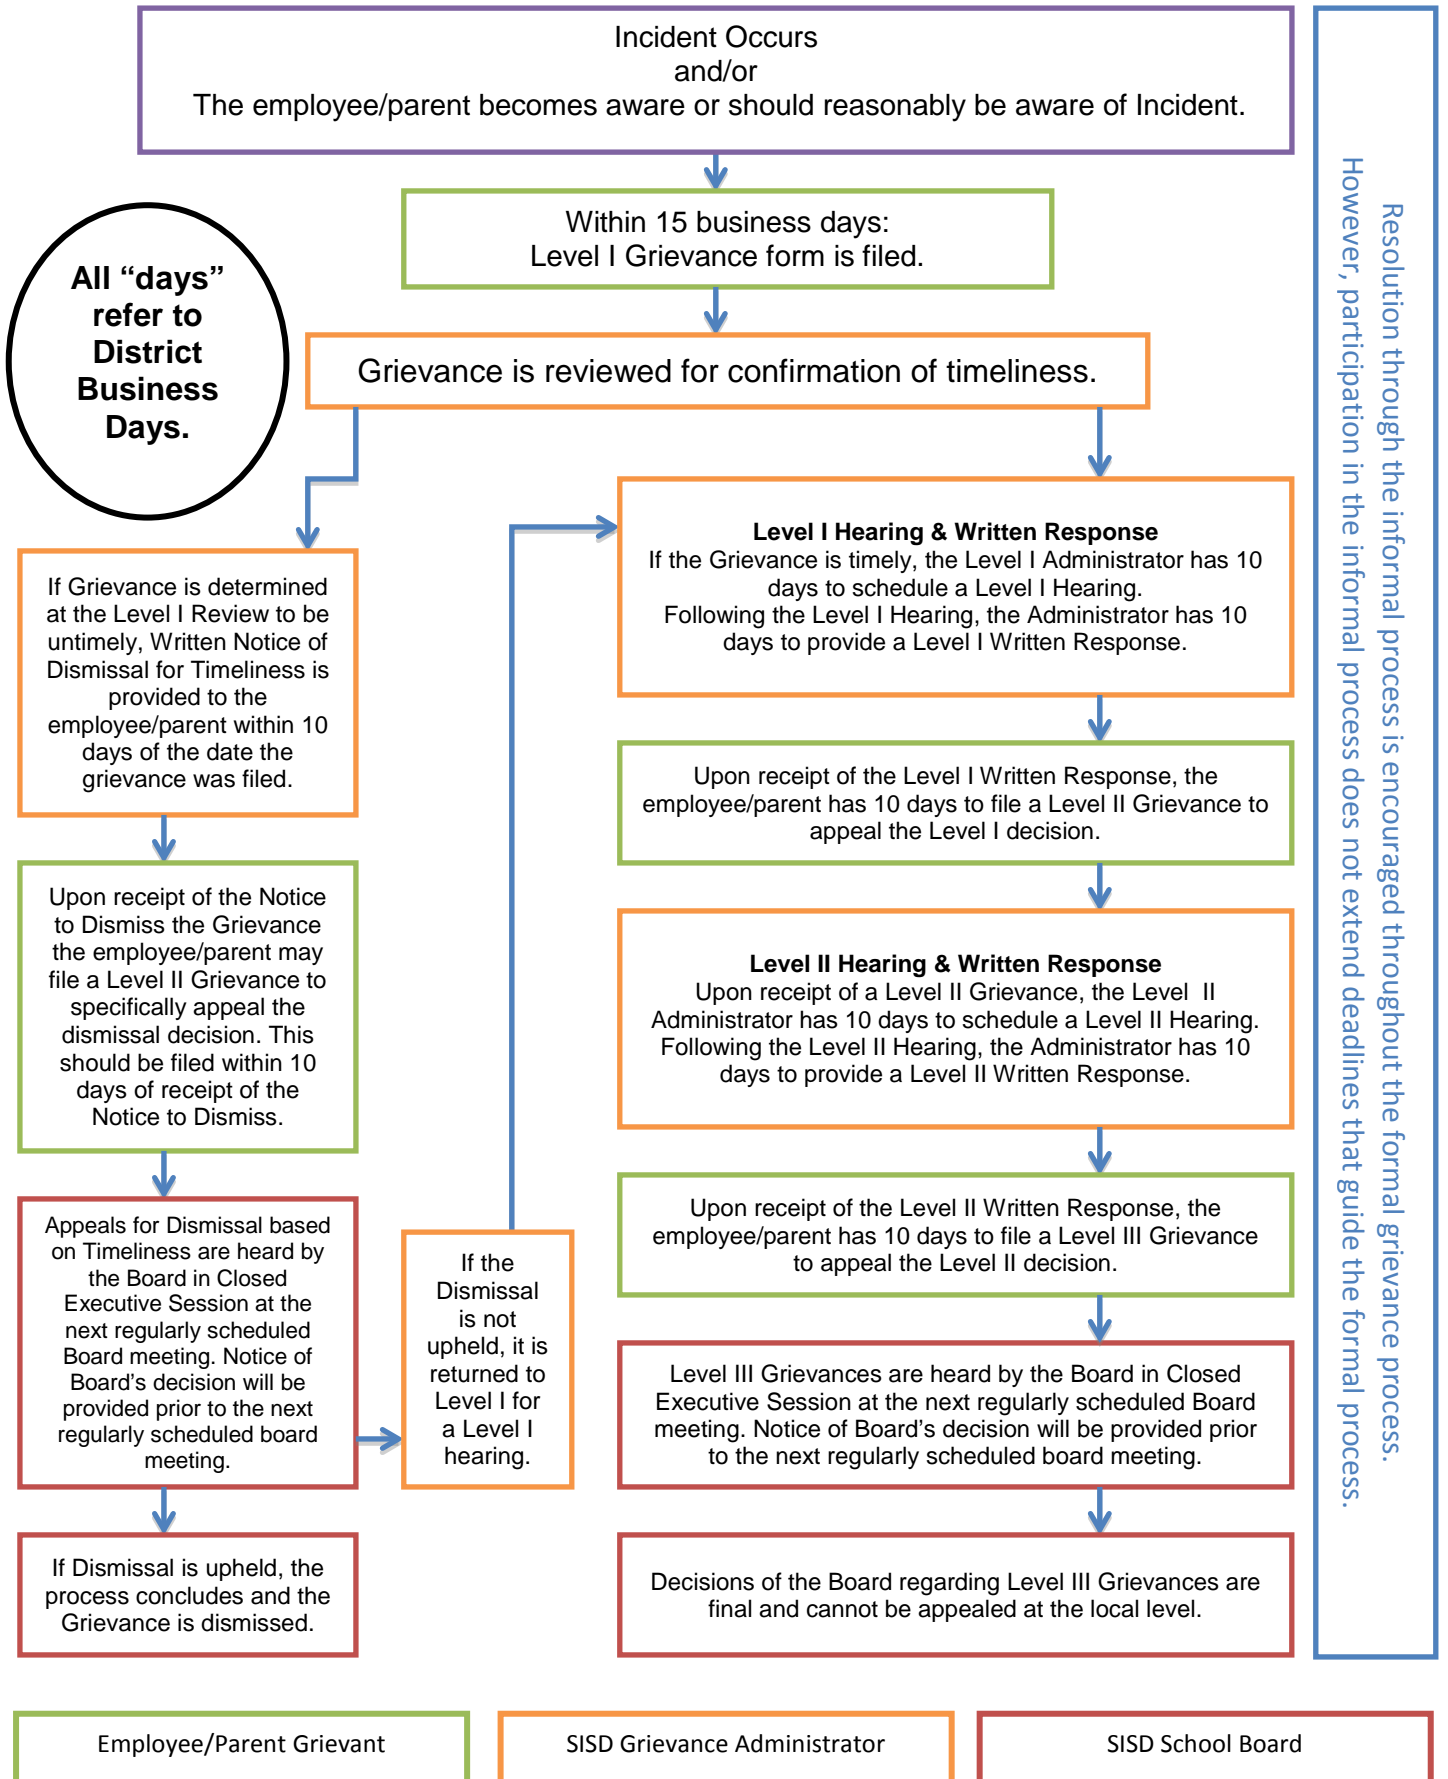 Incident Occurs
and/or
The employee/parent becomes aware or should reasonably be aware of Incident.
Within 15 business days:
Level I Grievance form is filed.
All “days”
refer to
District
Business
Days.
Grievance is reviewed for confirmation of timeliness.
If Grievance is determined
at the Level I Review to be
untimely, Written Notice of
Dismissal for Timeliness is
provided to the
employee/parent within 10
days of the date the
grievance was filed.
Upon receipt of the Notice
to Dismiss the Grievance
the employee/parent may
file a Level II Grievance to
specifically appeal the
dismissal decision. This
should be filed within 10
days of receipt of the
Notice to Dismiss.
Appeals for Dismissal based
on Timeliness are heard by
the Board in Closed
Executive Session at the
next regularly scheduled
Board meeting. Notice of
Board’s decision will be
provided prior to the next
regularly scheduled board
meeting.
If Dismissal is upheld, the
process concludes and the
Grievance is dismissed.
If the
Dismissal
is not
upheld, it is
returned to
Level I for
a Level I
hearing.
Level I Hearing & Written Response
If the Grievance is timely, the Level I Administrator has 10
days to schedule a Level I Hearing.
Following the Level I Hearing, the Administrator has 10
days to provide a Level I Written Response.
Upon receipt of the Level I Written Response, the
employee/parent has 10 days to file a Level II Grievance to
appeal the Level I decision.
Level II Hearing & Written Response
Upon receipt of a Level II Grievance, the Level  II
Administrator has 10 days to schedule a Level II Hearing.
Following the Level II Hearing, the Administrator has 10
days to provide a Level II Written Response.
Upon receipt of the Level II Written Response, the
employee/parent has 10 days to file a Level III Grievance
to appeal the Level II decision.
Level III Grievances are heard by the Board in Closed
Executive Session at the next regularly scheduled Board
meeting. Notice of Board’s decision will be provided prior
to the next regularly scheduled board meeting.
Decisions of the Board regarding Level III Grievances are
final and cannot be appealed at the local level.
Resolution through the informal process is encouraged throughout the formal grievance process.
However, participation in the informal process does not extend deadlines that guide the formal process.
Employee/Parent Grievant
SISD Grievance Administrator
SISD School Board